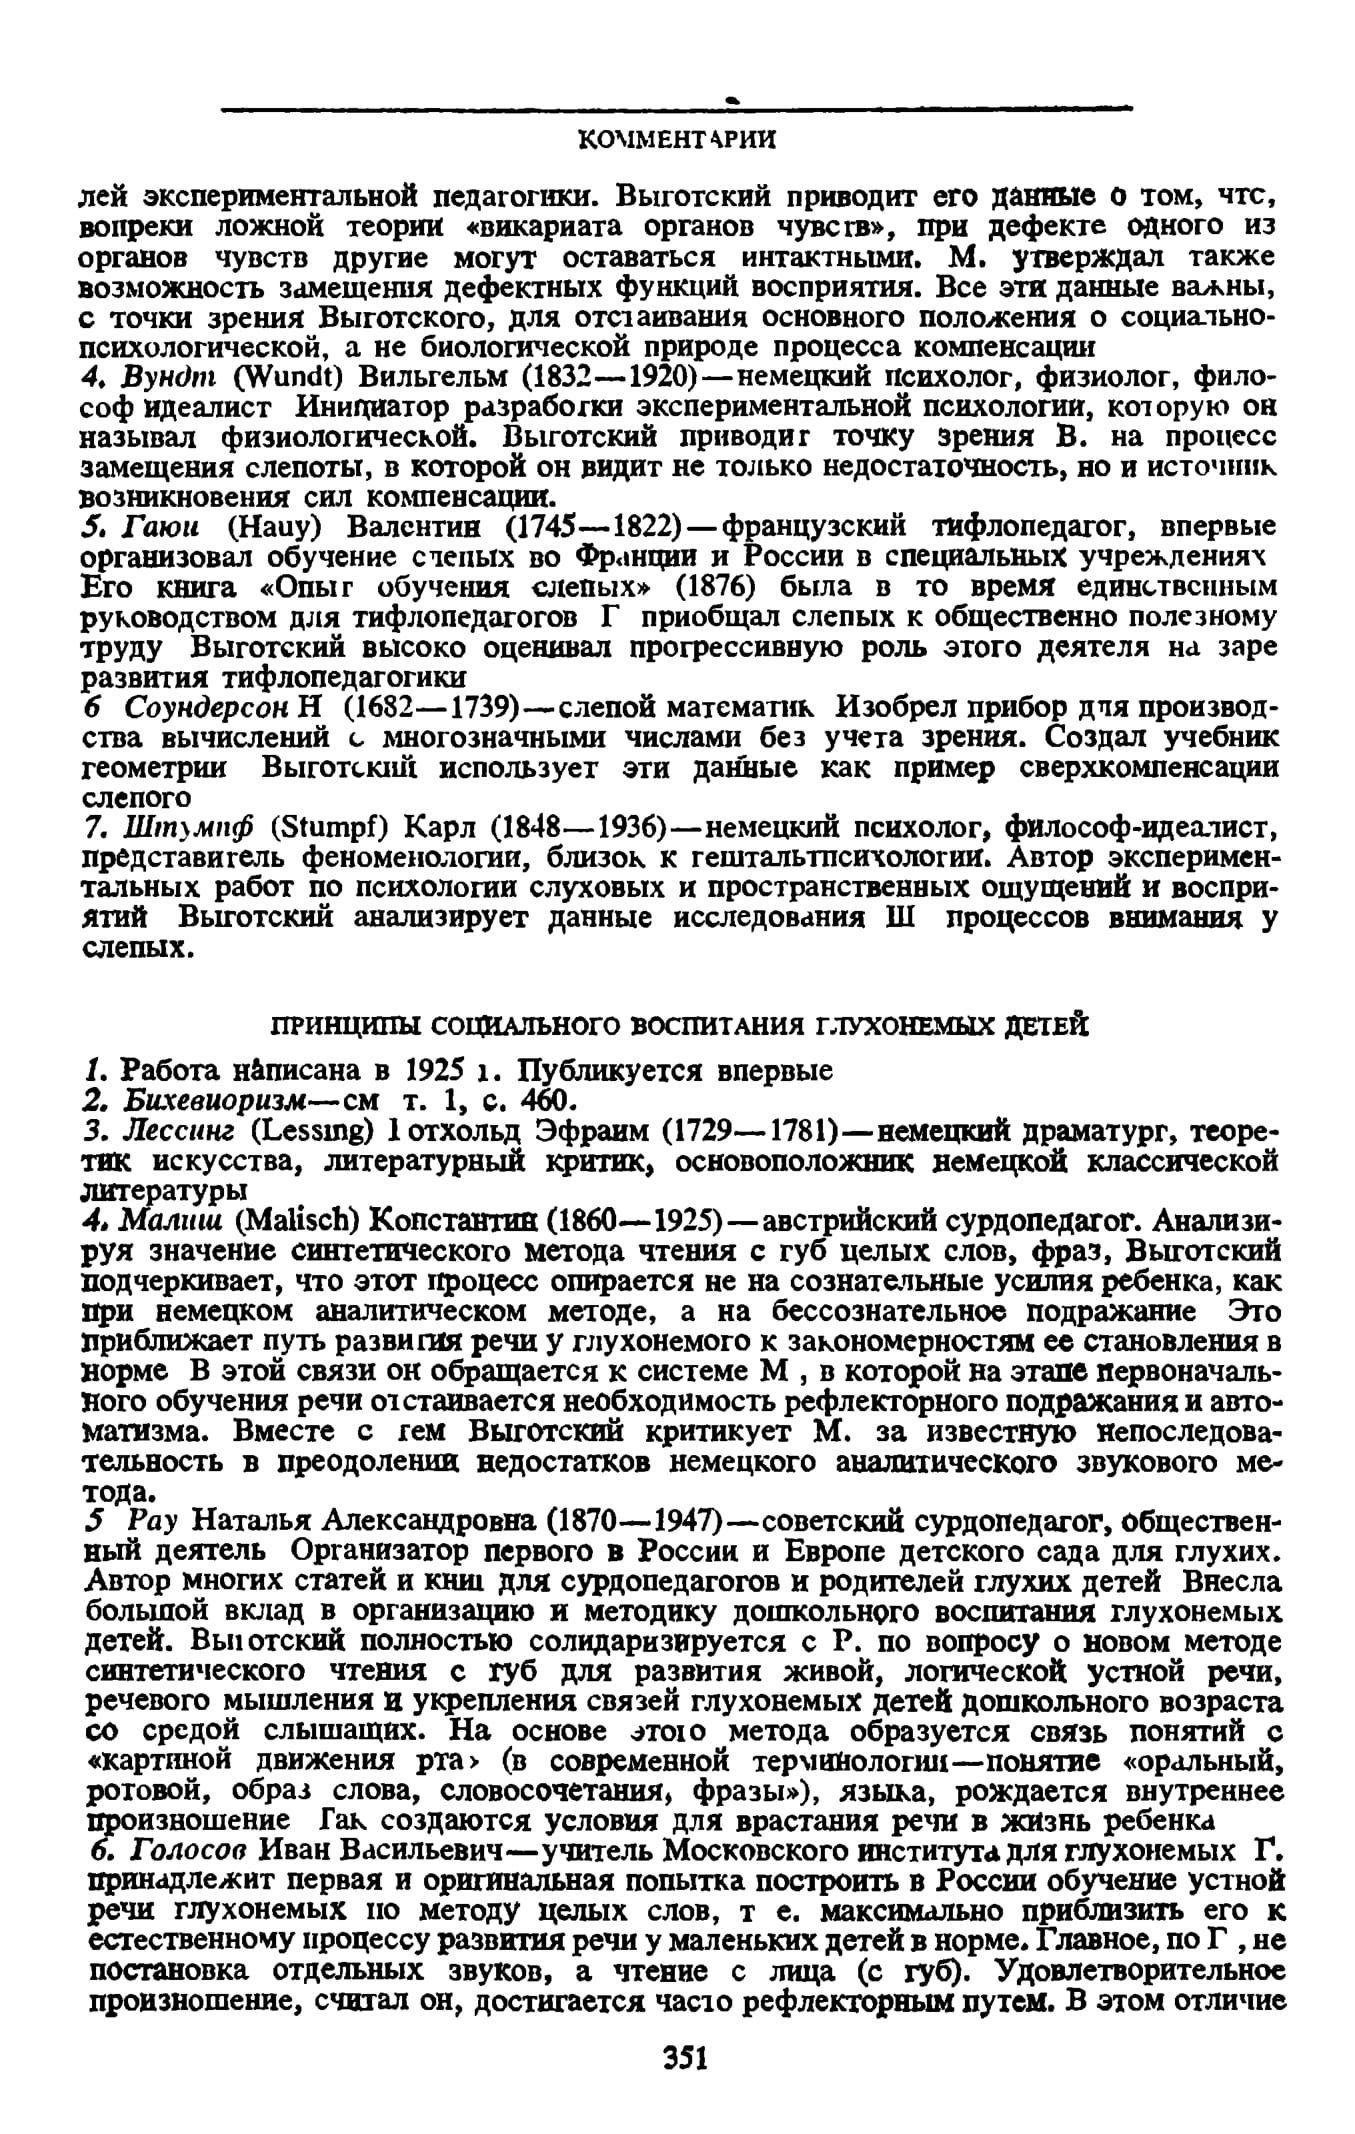 КОММЕНТАРИИ
лей экспериментальной педагогики. Выготский приводит его данные о том, что,
вопреки ложной теории «викариата органов чувств», при дефекте одного из
органов чувств другие могут оставаться интактными. М. утверждал также
возможность замещения дефектных функций восприятия. Все эти данные важны,
с точки зрения Выготского, для отстаивания основного положения о социально-
психологической, а не биологической природе процесса компенсации
4. Вундт (Wundt) Вильгельм (1832—1920)—немецкий психолог, физиолог, фило-
соф идеалист Инициатор разработки экспериментальной психологии, которую он
называл физиологической. Выготский приводит точку зрения В. на процесс
замещения слепоты, в которой он видит не только недостаточность, но и источник
возникновения сил компенсации.
5. Гаюи (Hauy) Валентин (1745—1822)—французский тифлопедагог, впервые
организовал обучение слепых во Франции и России в специальных учреждениях
Его книга «Опыт обучения слепых» (1876) была в то время единственным
руководством для тифлопедагогов Г приобщал слепых к общественно полезному
труду Выготский высоко оценивал прогрессивную роль этого деятеля на заре
развития тифлопедагогики
6 Соундерсон Н (1682—1739)—слепой математик Изобрел прибор для производ-
ства вычислений с многозначными числами без учета зрения. Создал учебник
геометрии Выготский использует эти данные как пример сверхкомпенсации
слепого
7. Штумпф (Stumpf) Карл (1848—1936)—немецкий психолог, философ-идеалист,
представитель феноменологии, близок к гештальтпсихологии. Автор эксперимен-
тальных работ по психологии слуховых и пространственных ощущений и воспри-
ятий Выготский анализирует данные исследования Ш процессов внимания у
слепых.
ПРИНЦИПЫ СОЦИАЛЬНОГО ВОСПИТАНИЯ ГЛУХОНЕМЫХ ДЕТЕЙ
1. Работа написана в 1925 г. Публикуется впервые
2. Бихевиоризм—см т. 1, с. 460.
3. Лессинг (Lessing) Готхольд Эфраим (1729—1781)—немецкий драматург, теоре-
тик искусства, литературный критик, основоположник немецкой классической
литературы
4. Малиш (Malisch) Константин (1860—1925)—австрийский сурдопедагог. Анализи-
руя значение синтетического метода чтения с губ целых слов, фраз, Выготский
подчеркивает, что этот процесс опирается не на сознательные усилия ребенка, как
при немецком аналитическом методе, а на бессознательное подражание Это
приближает путь развития речи у глухонемого к закономерностям ее становления в
норме В этой связи он обращается к системе М , в которой на этапе первоначаль-
ного обучения речи отстаивается необходимость рефлекторного подражания и авто-
матизма. Вместе с тем Выготский критикует М. за известную непоследова-
тельность в преодолении недостатков немецкого аналитического звукового ме-
тода.
5 Рау Наталья Александровна (1870—1947)—советский сурдопедагог, обществен-
ный деятель Организатор первого в России и Европе детского сада для глухих.
Автор многих статей и книг для сурдопедагогов и родителей глухих детей Внесла
большой вклад в организацию и методику дошкольного воспитания глухонемых
детей. Выготский полностью солидаризируется с Р. по вопросу о новом методе
синтетического чтения с губ для развития живой, логической устной речи,
речевого мышления и укрепления связей глухонемых детей дошкольного возраста
со средой слышащих. На основе этого метода образуется связь понятий с
«картиной движения рта» (в современной терминологии—понятие «оральный,
ротовой, образ слова, словосочетания, фразы»), языка, рождается внутреннее
произношение Так создаются условия для врастания речи в жизнь ребенка
6. Голосов Иван Васильевич—учитель Московского института для глухонемых Г.
принадлежит первая и оригинальная попытка построить в России обучение устной
речи глухонемых по методу целых слов, т е. максимально приблизить его к
естественному процессу развития речи у маленьких детей в норме. Главное, по Г , не
постановка отдельных звуков, а чтение с лица (с губ). Удовлетворительное
произношение, считал он, достигается часто рефлекторным путем. В этом отличие
351